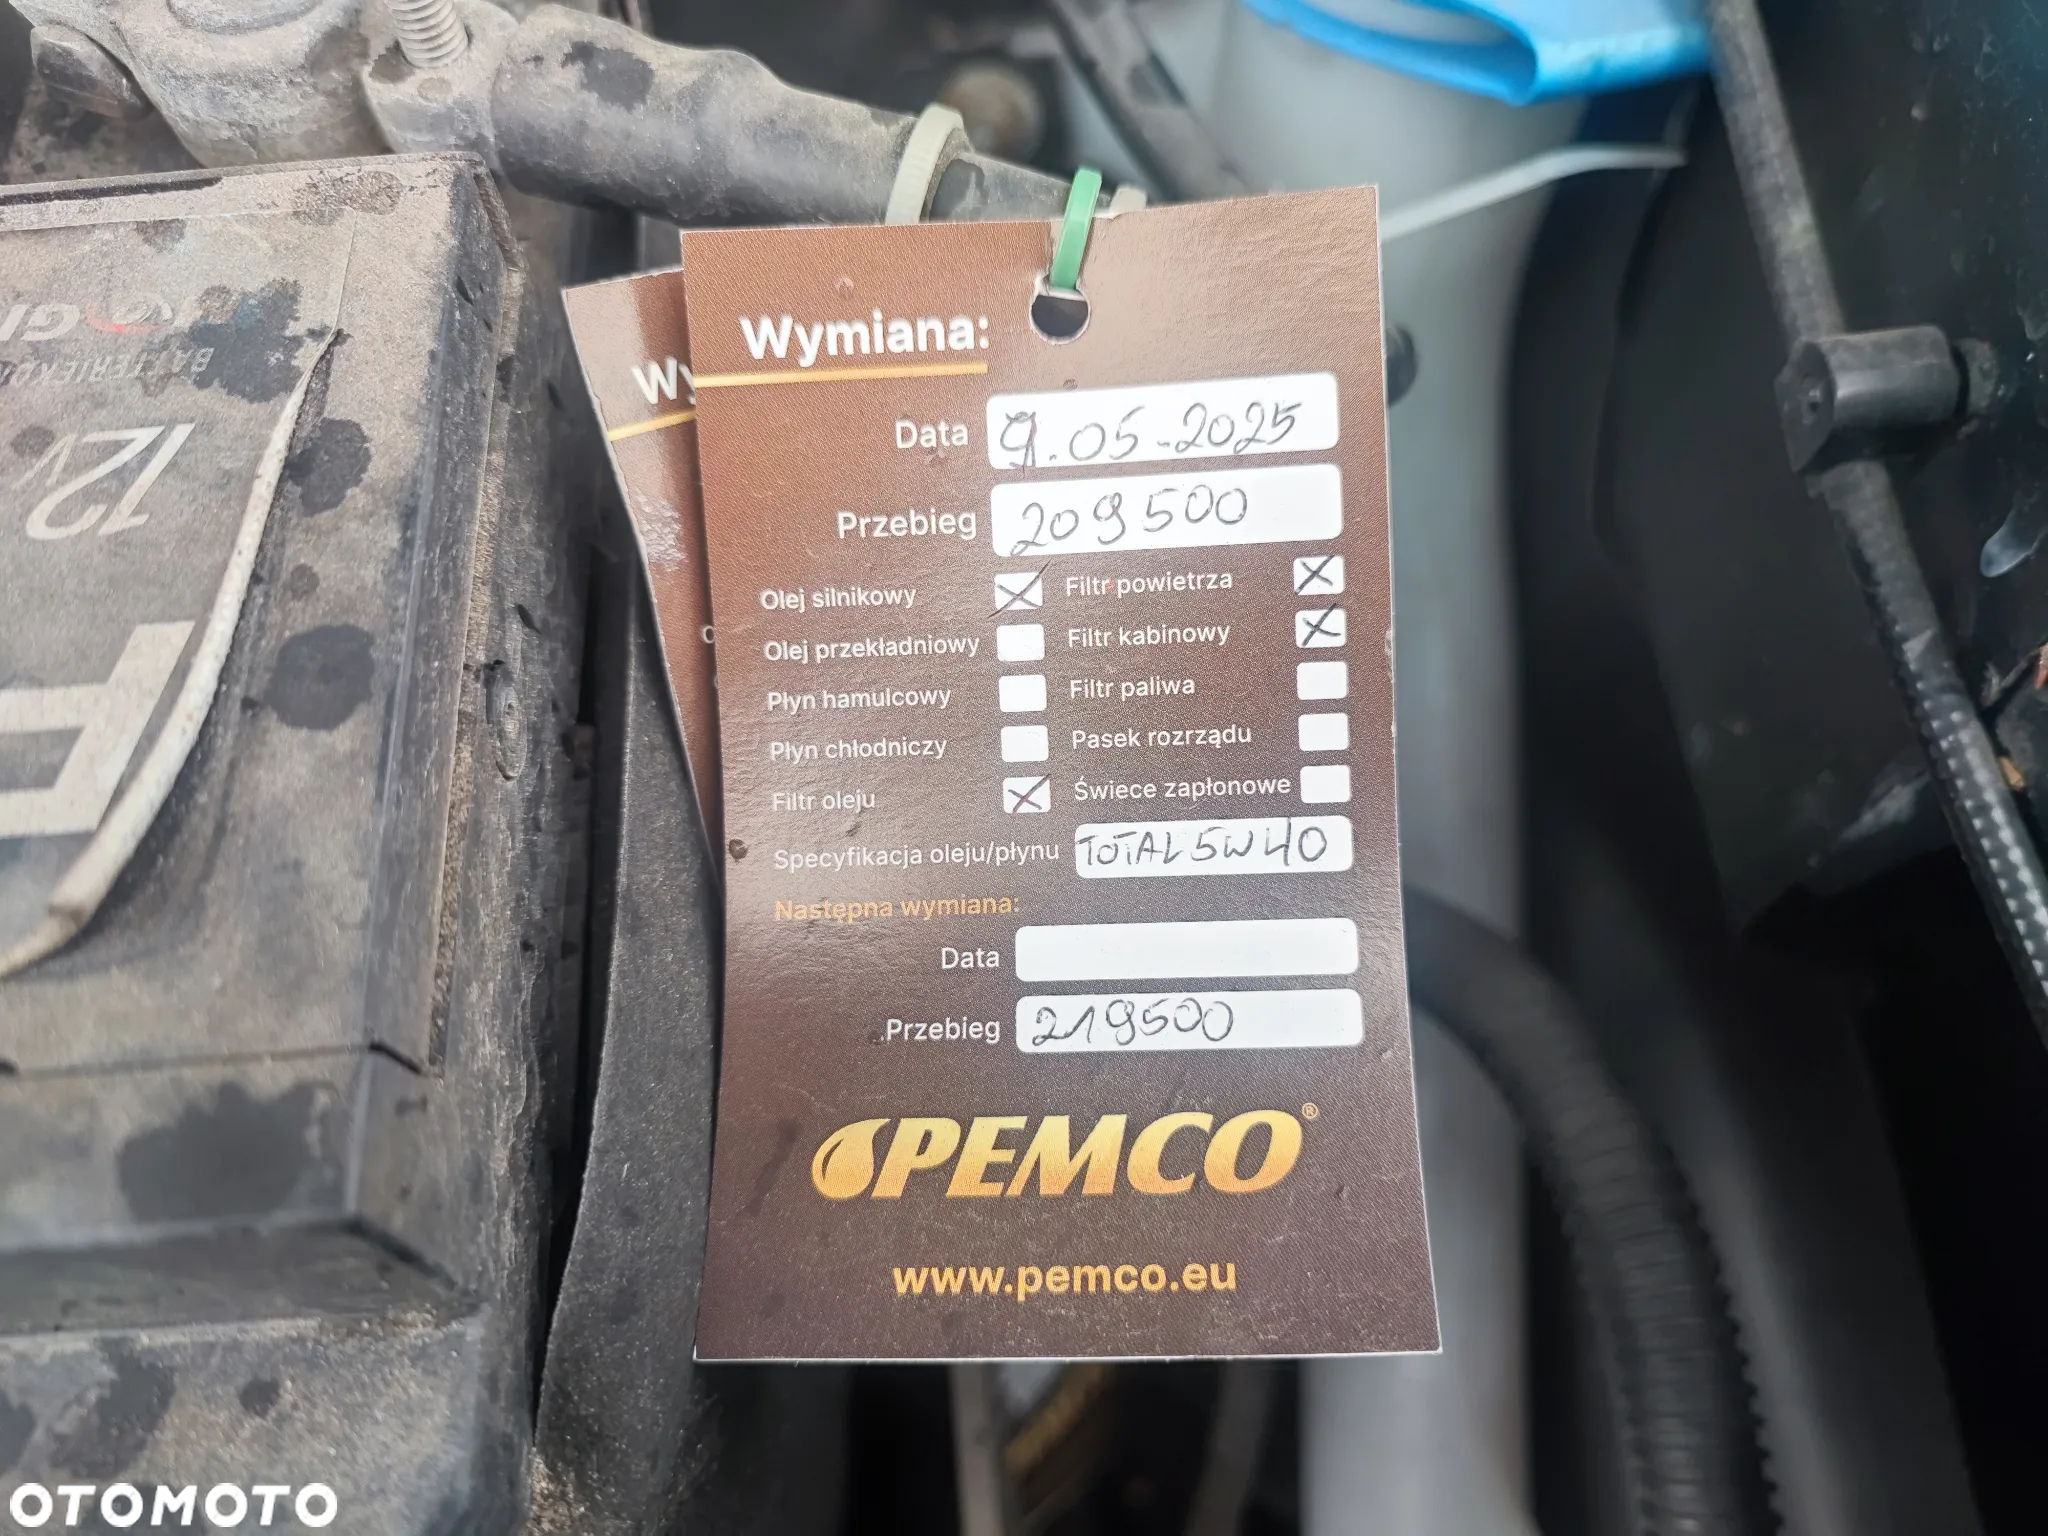 Wymiana:
Wy
Data 9.05-2025
Przebieg 209500
Olej silnikowy Filtr powietrza
Olej przekładniowy Filtr kabinowy
Płyn hamulcowy Filtr paliwa
Płyn chłodniczy Pasek rozrządu
Filtr oleju Świece zapłonowe
Specyfikacja oleju/płynu TOTAL 5W40
Następna wymiana:
Data
Przebieg 219500
PEMCO®
www.pemco.eu
12V
OTOMOTO